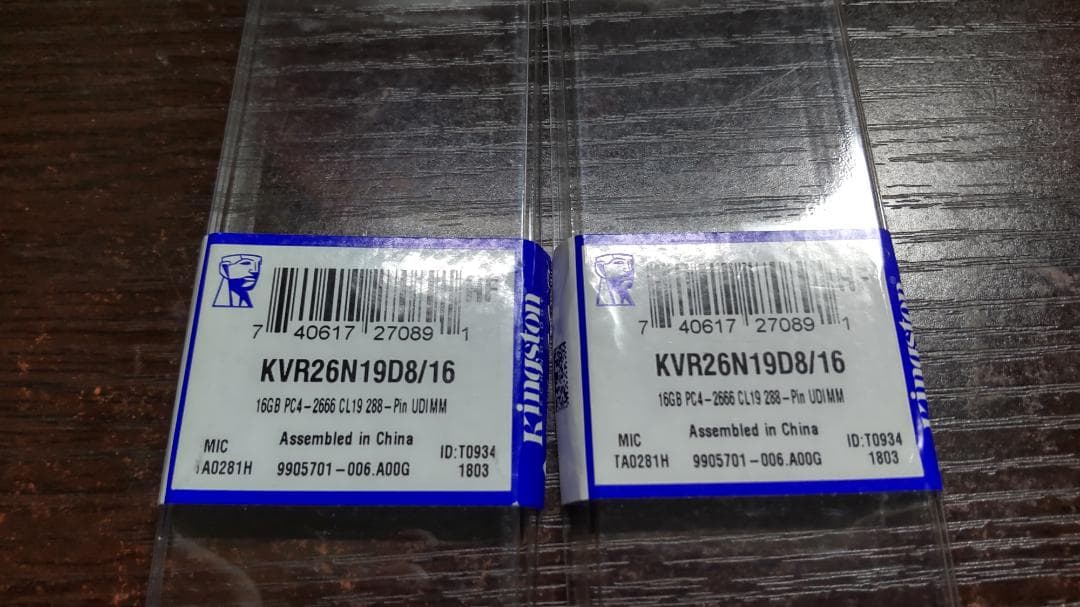 HF
7 40617 27089 1
KVR26N19D8/16
16GB PC4-2666 CL19 288-Pin UDIMM
Assembled in China
MIC
ID:T0934
TA0281H 9905701-006.A00G 1803
Kingston
HF
7 40617 27089 1
KVR26N19D8/16
16GB PC4-2666 CL19 288-Pin UDIMM
Assembled in China
MIC
ID:T0934
TA0281H 9905701-006.A00G 1803
Kingston